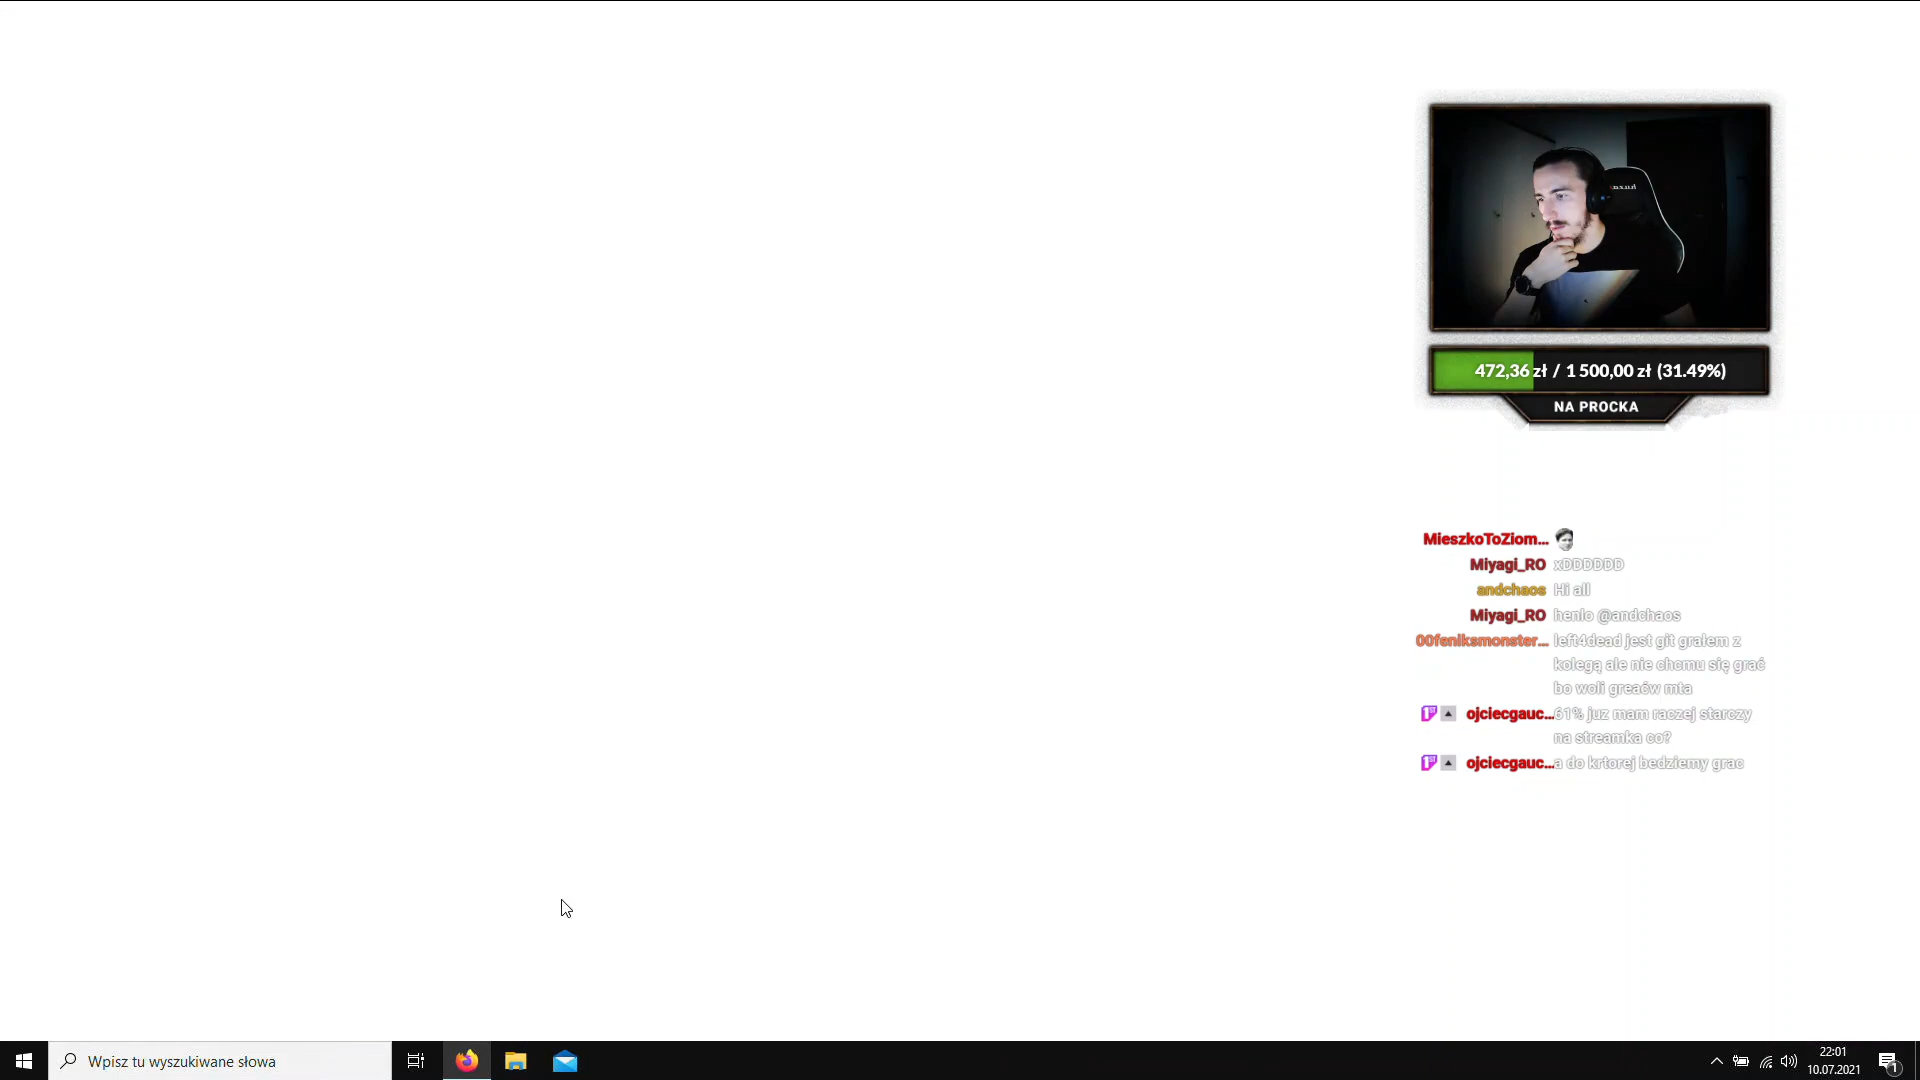 472,36 zł / 1 500,00 zł (31.49%)
NA PROCKA
MieszkoToZiom...
Miyagi_RO xDDDDDD
andchaos Hi all
Miyagi_RO henlo @andchaos
00feniksmonster... left4dead jest git grałem z
kolegą ale nie chcmu się grać
bo woli greaćw mta
ojciecgauc... 61% juz mam raczej starczy
na streamka co?
ojciecgauc... a do krtorej bedziemy grac
Wpisz tu wyszukiwane słowa
22:01
10.07.2021
1